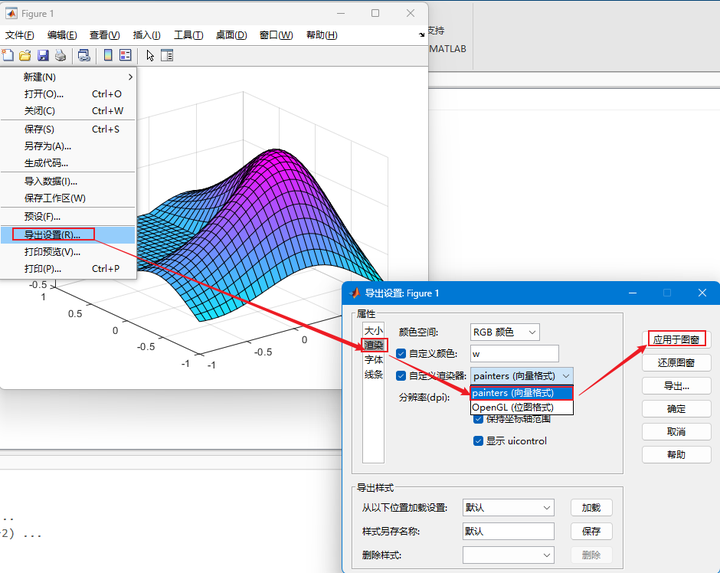 Figure 1
文件(F) 编辑(E) 查看(V) 插入(I) 工具(T) 桌面(D) 窗口(W) 帮助(H)
支持
MATLAB
新建(N)
打开(O)... Ctrl+O
关闭(C) Ctrl+W
保存(S) Ctrl+S
另存为(A)...
生成代码...
导入数据(I)...
保存工作区(W)
预设(F)...
导出设置(R)...
打印预览(V)...
打印(P)... Ctrl+P
-0.5
1
0.5
0
-0.5
-1
-1
-0.5
0
导出设置: Figure 1
属性
大小
渲染
字体
线条
颜色空间: RGB 颜色
自定义颜色: w
自定义渲染器: painters (向量格式)
painters (向量格式)
OpenGL (位图格式)
分辨率(dpi):
保持坐标轴范围
显示 uicontrol
应用于图窗
还原图窗
导出...
确定
取消
帮助
导出样式
从以下位置加载设置: 默认 加载
样式另存名称: 默认 保存
删除样式: 删除
..
r2) ...